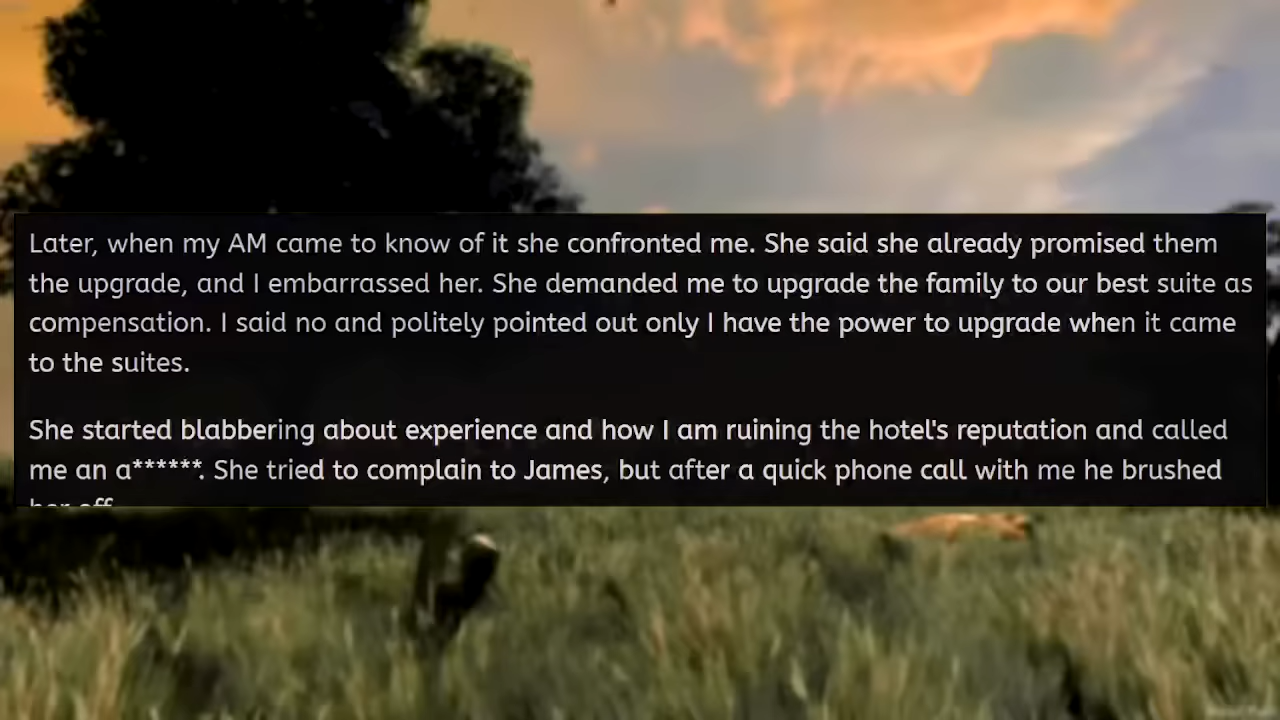 Later, when my AM came to know of it she confronted me. She said she already promised them
the upgrade, and I embarrassed her. She demanded me to upgrade the family to our best suite as
compensation. I said no and politely pointed out only I have the power to upgrade when it came
to the suites.
She started blabbering about experience and how I am ruining the hotel's reputation and called
me an a******. She tried to complain to James, but after a quick phone call with me he brushed
her off.